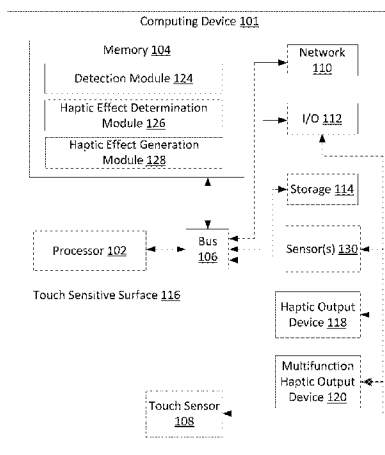 Computing Device 101
Memory 104
Detection Module 124
Haptic Effect Determination
Module 126
Haptic Effect Generation
Module 128
Network
110
I/O 112
Storage 114
Processor 102
Bus
106
Sensor(s) 130
Touch Sensitive Surface 116
Haptic Output
Device 118
Multifunction
Haptic Output
Device 120
Touch Sensor
108